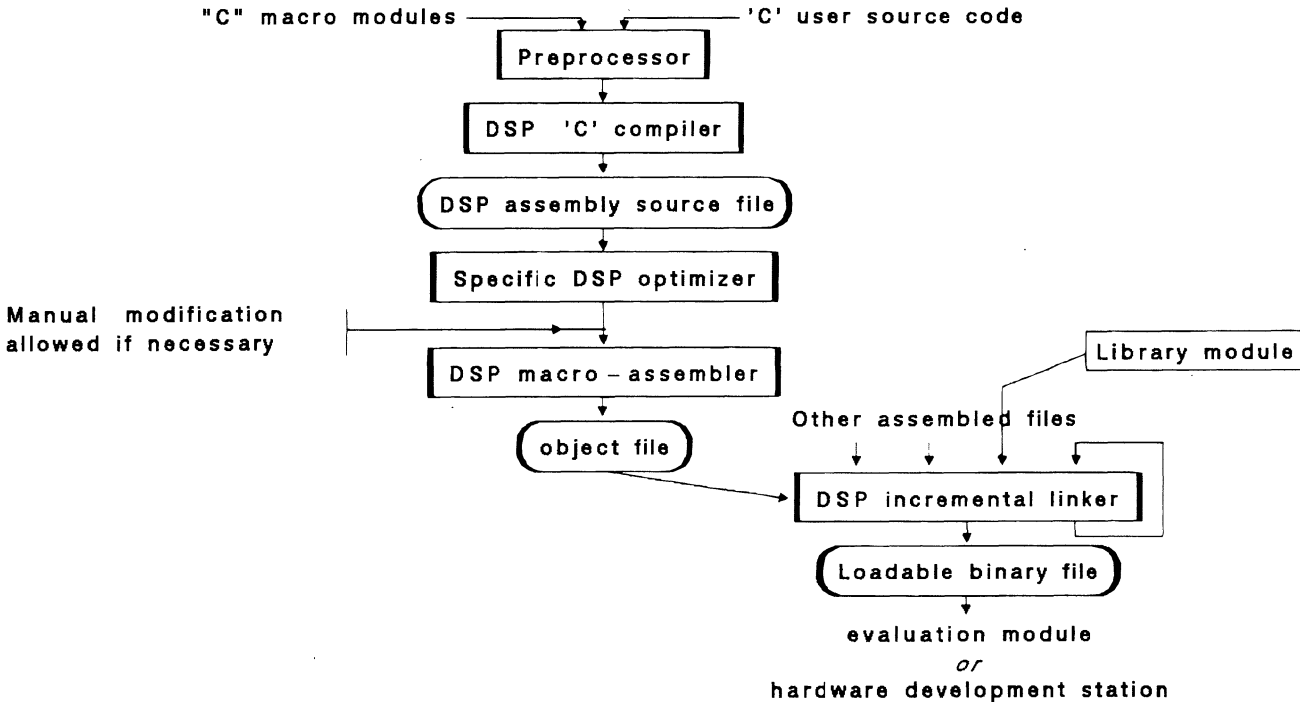 "C" macro modules
'C' user source code
Preprocessor
DSP 'C' compiler
DSP assembly source file
Specific DSP optimizer
Manual modification
allowed if necessary
DSP macro-assembler
Library module
Other assembled files
object file
DSP incremental linker
Loadable binary file
evaluation module
or
hardware development station